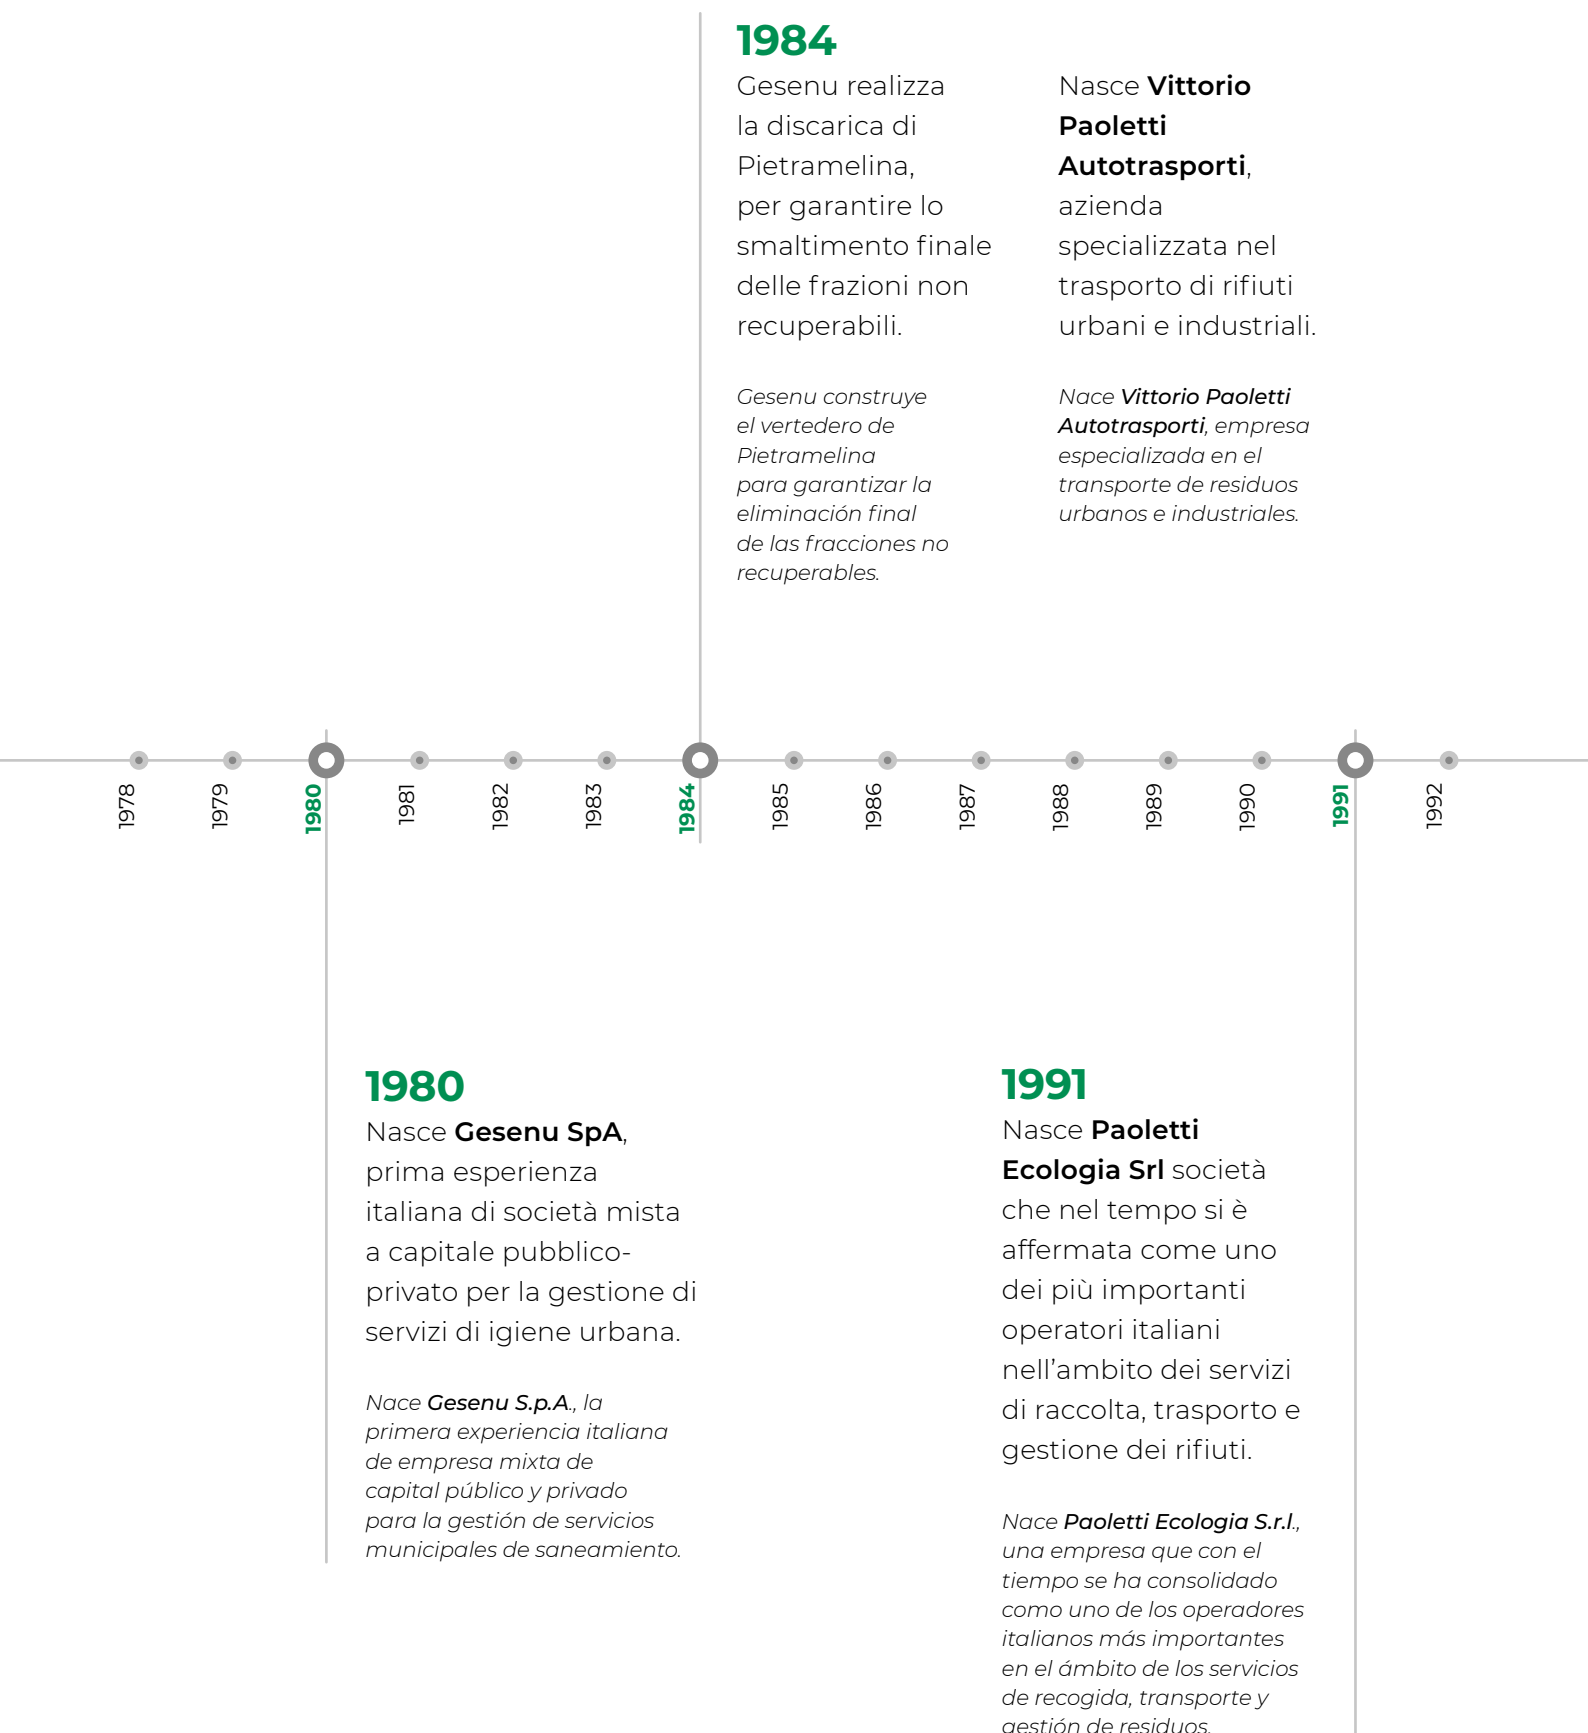 1984
Gesenu realizza
la discarica di
Pietramelina,
per garantire lo
smaltimento finale
delle frazioni non
recuperabili.
Gesenu construye
el vertedero de
Pietramelina
para garantizar la
eliminación final
de las fracciones no
recuperables.
Nasce Vittorio
Paoletti
Autotrasporti,
azienda
specializzata nel
trasporto di rifiuti
urbani e industriali.
Nace Vittorio Paoletti
Autotrasporti, empresa
especializada en el
transporte de residuos
urbanos e industriales.
1978
1979
1980
1981
1982
1983
1984
1985
1986
1987
1988
1989
1990
1991
1992
1980
Nasce Gesenu SpA,
prima esperienza
italiana di società mista
a capitale pubblico-
privato per la gestione di
servizi di igiene urbana.
Nace Gesenu S.p.A., la
primera experiencia italiana
de empresa mixta de
capital público y privado
para la gestión de servicios
municipales de saneamiento.
1991
Nasce Paoletti
Ecologia Srl società
che nel tempo si è
affermata come uno
dei più importanti
operatori italiani
nell'ambito dei servizi
di raccolta, trasporto e
gestione dei rifiuti.
Nace Paoletti Ecologia S.r.l.,
una empresa que con el
tiempo se ha consolidado
como uno de los operadores
italianos más importantes
en el ámbito de los servicios
de recogida, transporte y
gestión de residuos.